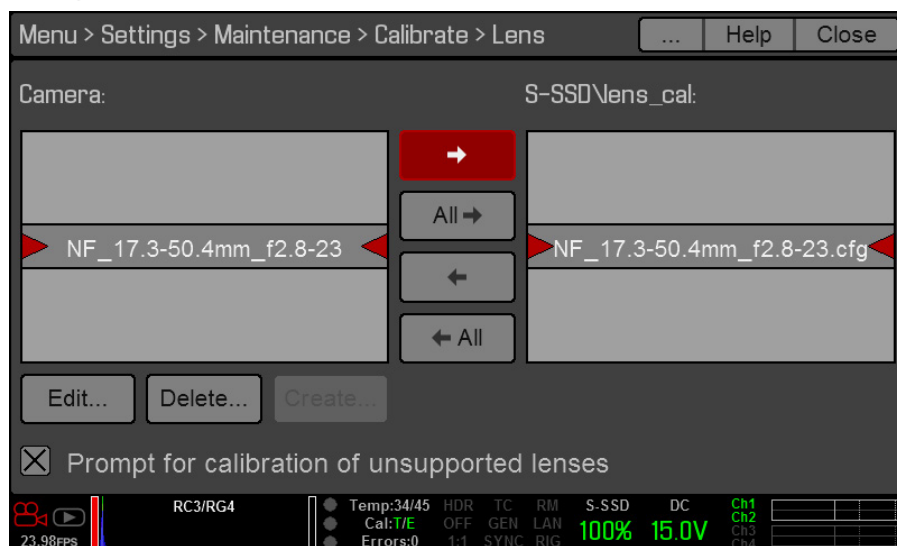 Menu > Settings > Maintenance > Calibrate > Lens ... Help Close
Camera: S-SSD\lens_cal:
All
NF_17.3-50.4mm_f2.8-23 NF_17.3-50.4mm_f2.8-23.cfg
All
Edit... Delete... Create...
Prompt for calibration of unsupported lenses
RC3/RG4 Temp:34/45 HDR TC RM S-SSD DC Ch1
Cal:T/E OFF GEN LAN 100% 15.0V Ch2
Ch3
23.98FPS Errors:0 1:1 SYNC RIG Ch4